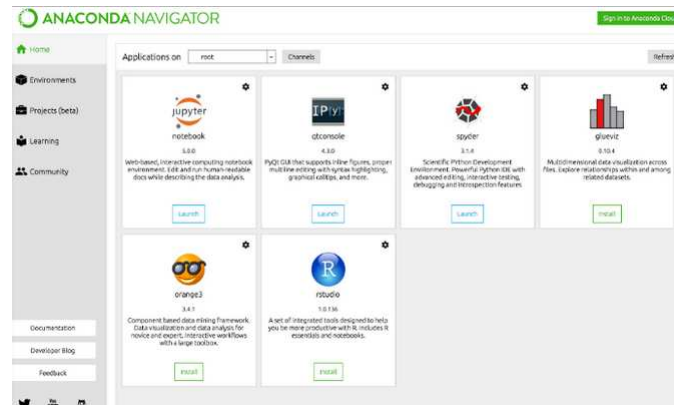 ANACONDA NAVIGATOR
Sign in to Anaconda Clou
Home
Environments
Projects (beta)
Learning
Community
Documentation
Developer Blog
Feedback
Applications on root Channels Refresh
jupyter
notebook
5.0.0
Web-based, interactive computing notebook
environment. Edit and run human-readable
docs while describing the data analysis.
Launch
IP[y]:
qtconsole
4.3.0
PyQt GUI that supports inline figures, proper
multiline editing with syntax highlighting,
graphical calltips, and more.
Launch
spyder
3.1.4
Scientific PYthon Development
EnviRonment. Powerful Python IDE with
advanced editing, interactive testing,
debugging and introspection features
Launch
glueviz
0.10.4
Multidimensional data visualization across
files. Explore relationships within and among
related datasets.
Install
orange3
3.4.1
Component based data mining framework.
Data visualization and data analysis for
novice and expert. Interactive workflows
with a large toolbox.
Install
R
rstudio
1.0.136
A set of integrated tools designed to help
you be more productive with R. Includes R
essentials and notebooks.
Install